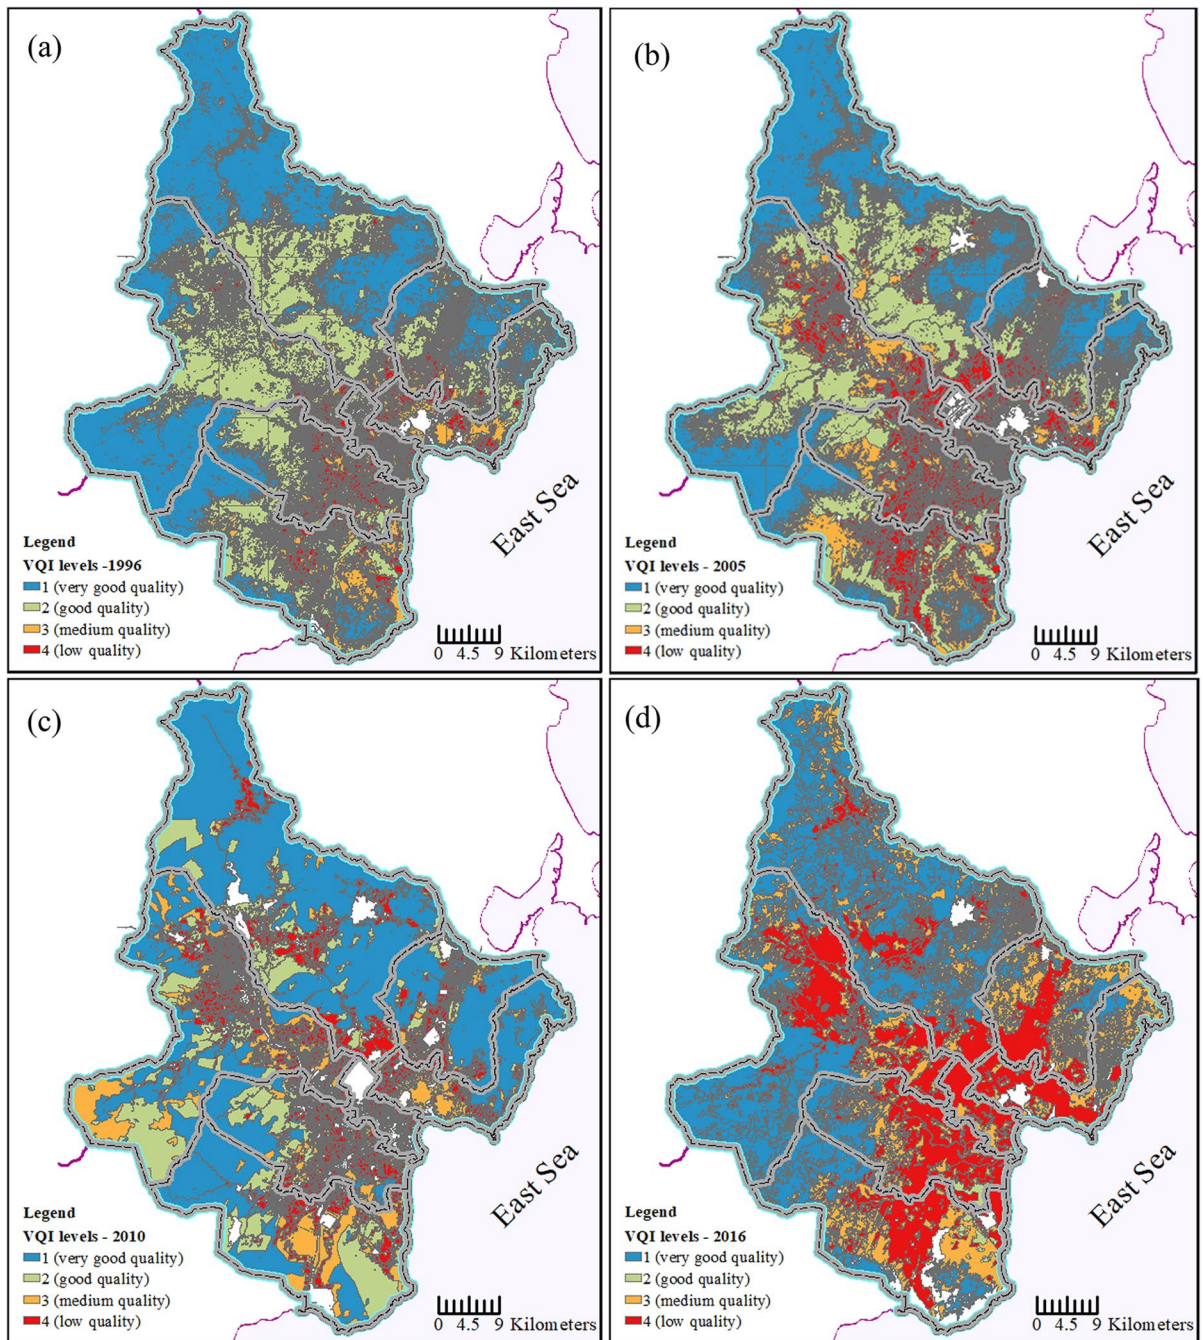 (a)
East Sea
Legend
VQI levels -1996
1 (very good quality)
2 (good quality)
3 (medium quality)
4 (low quality)
0 4.5 9 Kilometers
(b)
East Sea
Legend
VQI levels - 2005
1 (very good quality)
2 (good quality)
3 (medium quality)
4 (low quality)
0 4.5 9 Kilometers
(c)
East Sea
Legend
VQI levels - 2010
1 (very good quality)
2 (good quality)
3 (medium quality)
4 (low quality)
0 4.5 9 Kilometers
(d)
East Sea
Legend
VQI levels - 2016
1 (very good quality)
2 (good quality)
3 (medium quality)
4 (low quality)
0 4.5 9 Kilometers